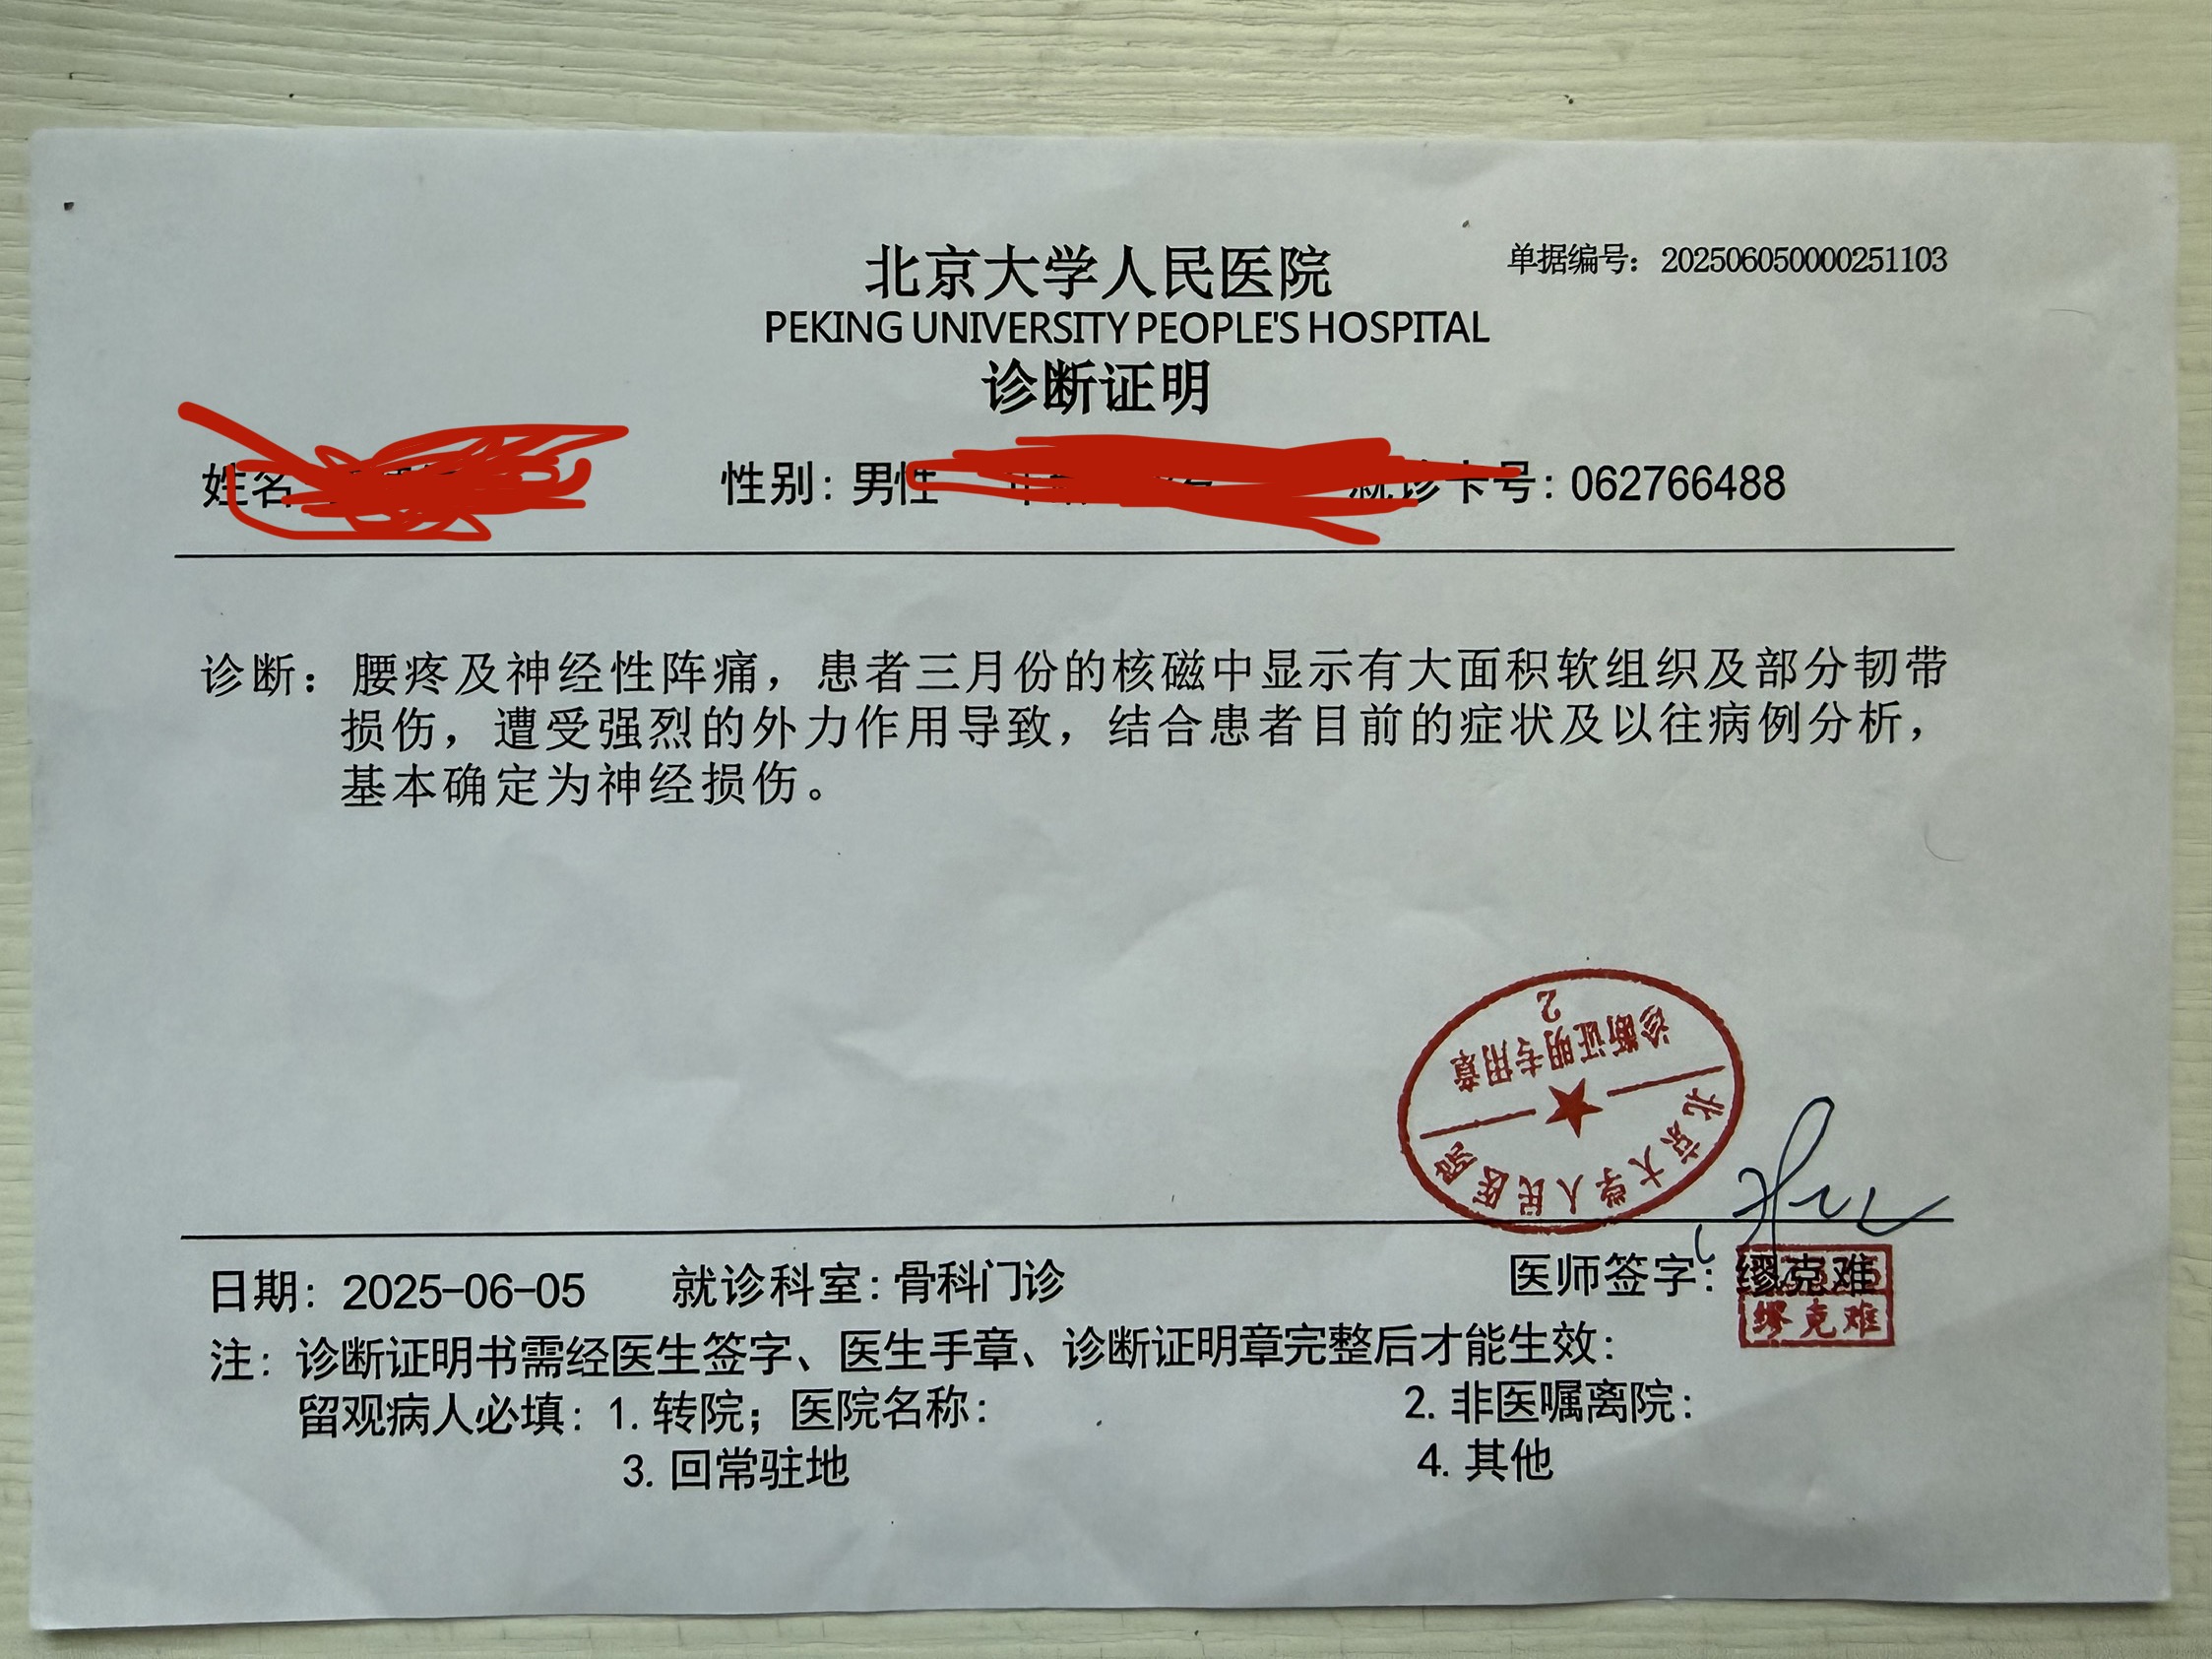 北京大学人民医院
单据编号：202506050000251103
PEKING UNIVERSITY PEOPLE'S HOSPITAL
诊断证明
姓名 性别：男性 就诊卡号：062766488
诊断：腰疼及神经性阵痛，患者三月份的核磁中显示有大面积软组织及部分韧带
损伤，遭受强烈的外力作用导致，结合患者目前的症状及以往病例分析，
基本确定为神经损伤。
2
诊断证明专用章
北京大学人民医院
日期：2025-06-05 就诊科室：骨科门诊 医师签字：缪克难
缪克难
注：诊断证明书需经医生签字、医生手章、诊断证明章完整后才能生效：
留观病人必填：1. 转院；医院名称： 2. 非医嘱离院：
3. 回常驻地 4. 其他